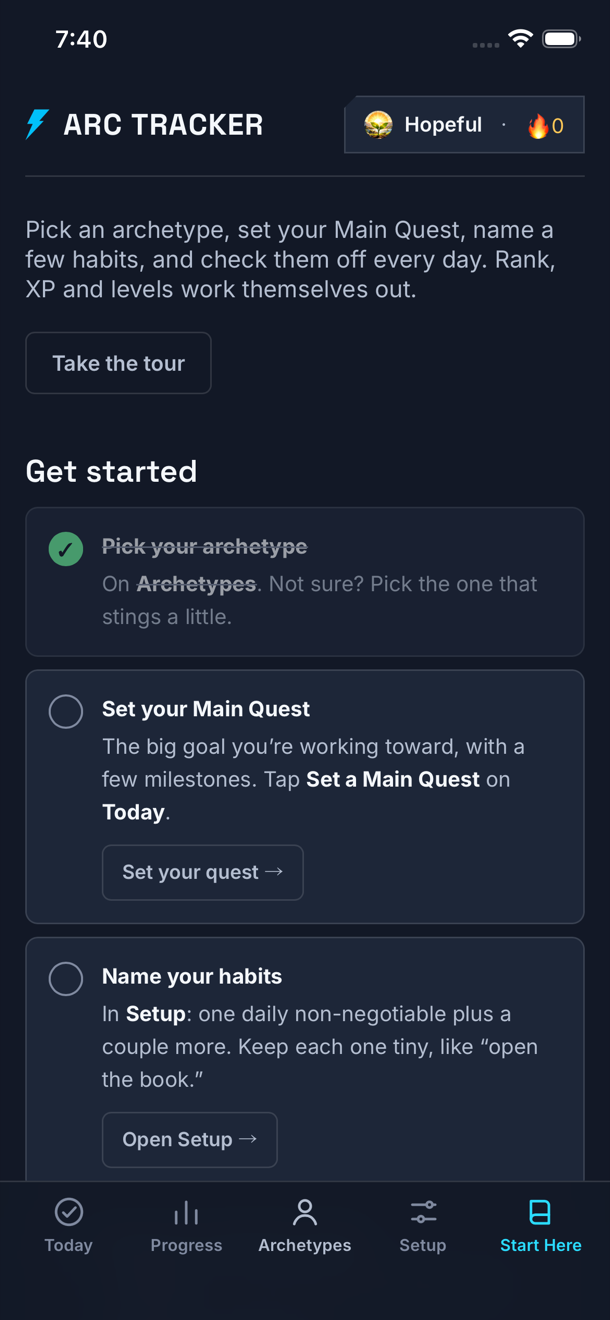 7:40
ARC TRACKER
Hopeful · 0
Pick an archetype, set your Main Quest, name a
few habits, and check them off every day. Rank,
XP and levels work themselves out.
Take the tour
Get started
Pick your archetype
On Archetypes. Not sure? Pick the one that
stings a little.
Set your Main Quest
The big goal you’re working toward, with a
few milestones. Tap Set a Main Quest on
Today.
Set your quest →
Name your habits
In Setup: one daily non-negotiable plus a
couple more. Keep each one tiny, like “open
the book.”
Open Setup →
Today Progress Archetypes Setup Start Here